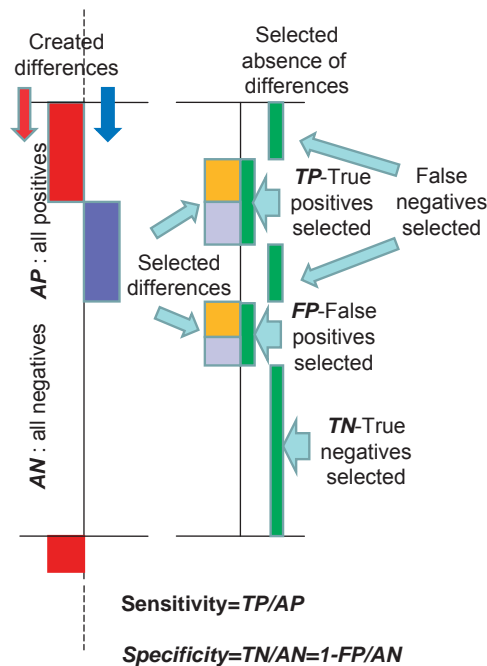 Created
differences
Selected
absence of
differences
AP : all positives
AN : all negatives
TP-True
positives
selected
False
negatives
selected
Selected
differences
FP-False
positives
selected
TN-True
negatives
selected
Sensitivity=TP/AP
Specificity=TN/AN=1-FP/AN